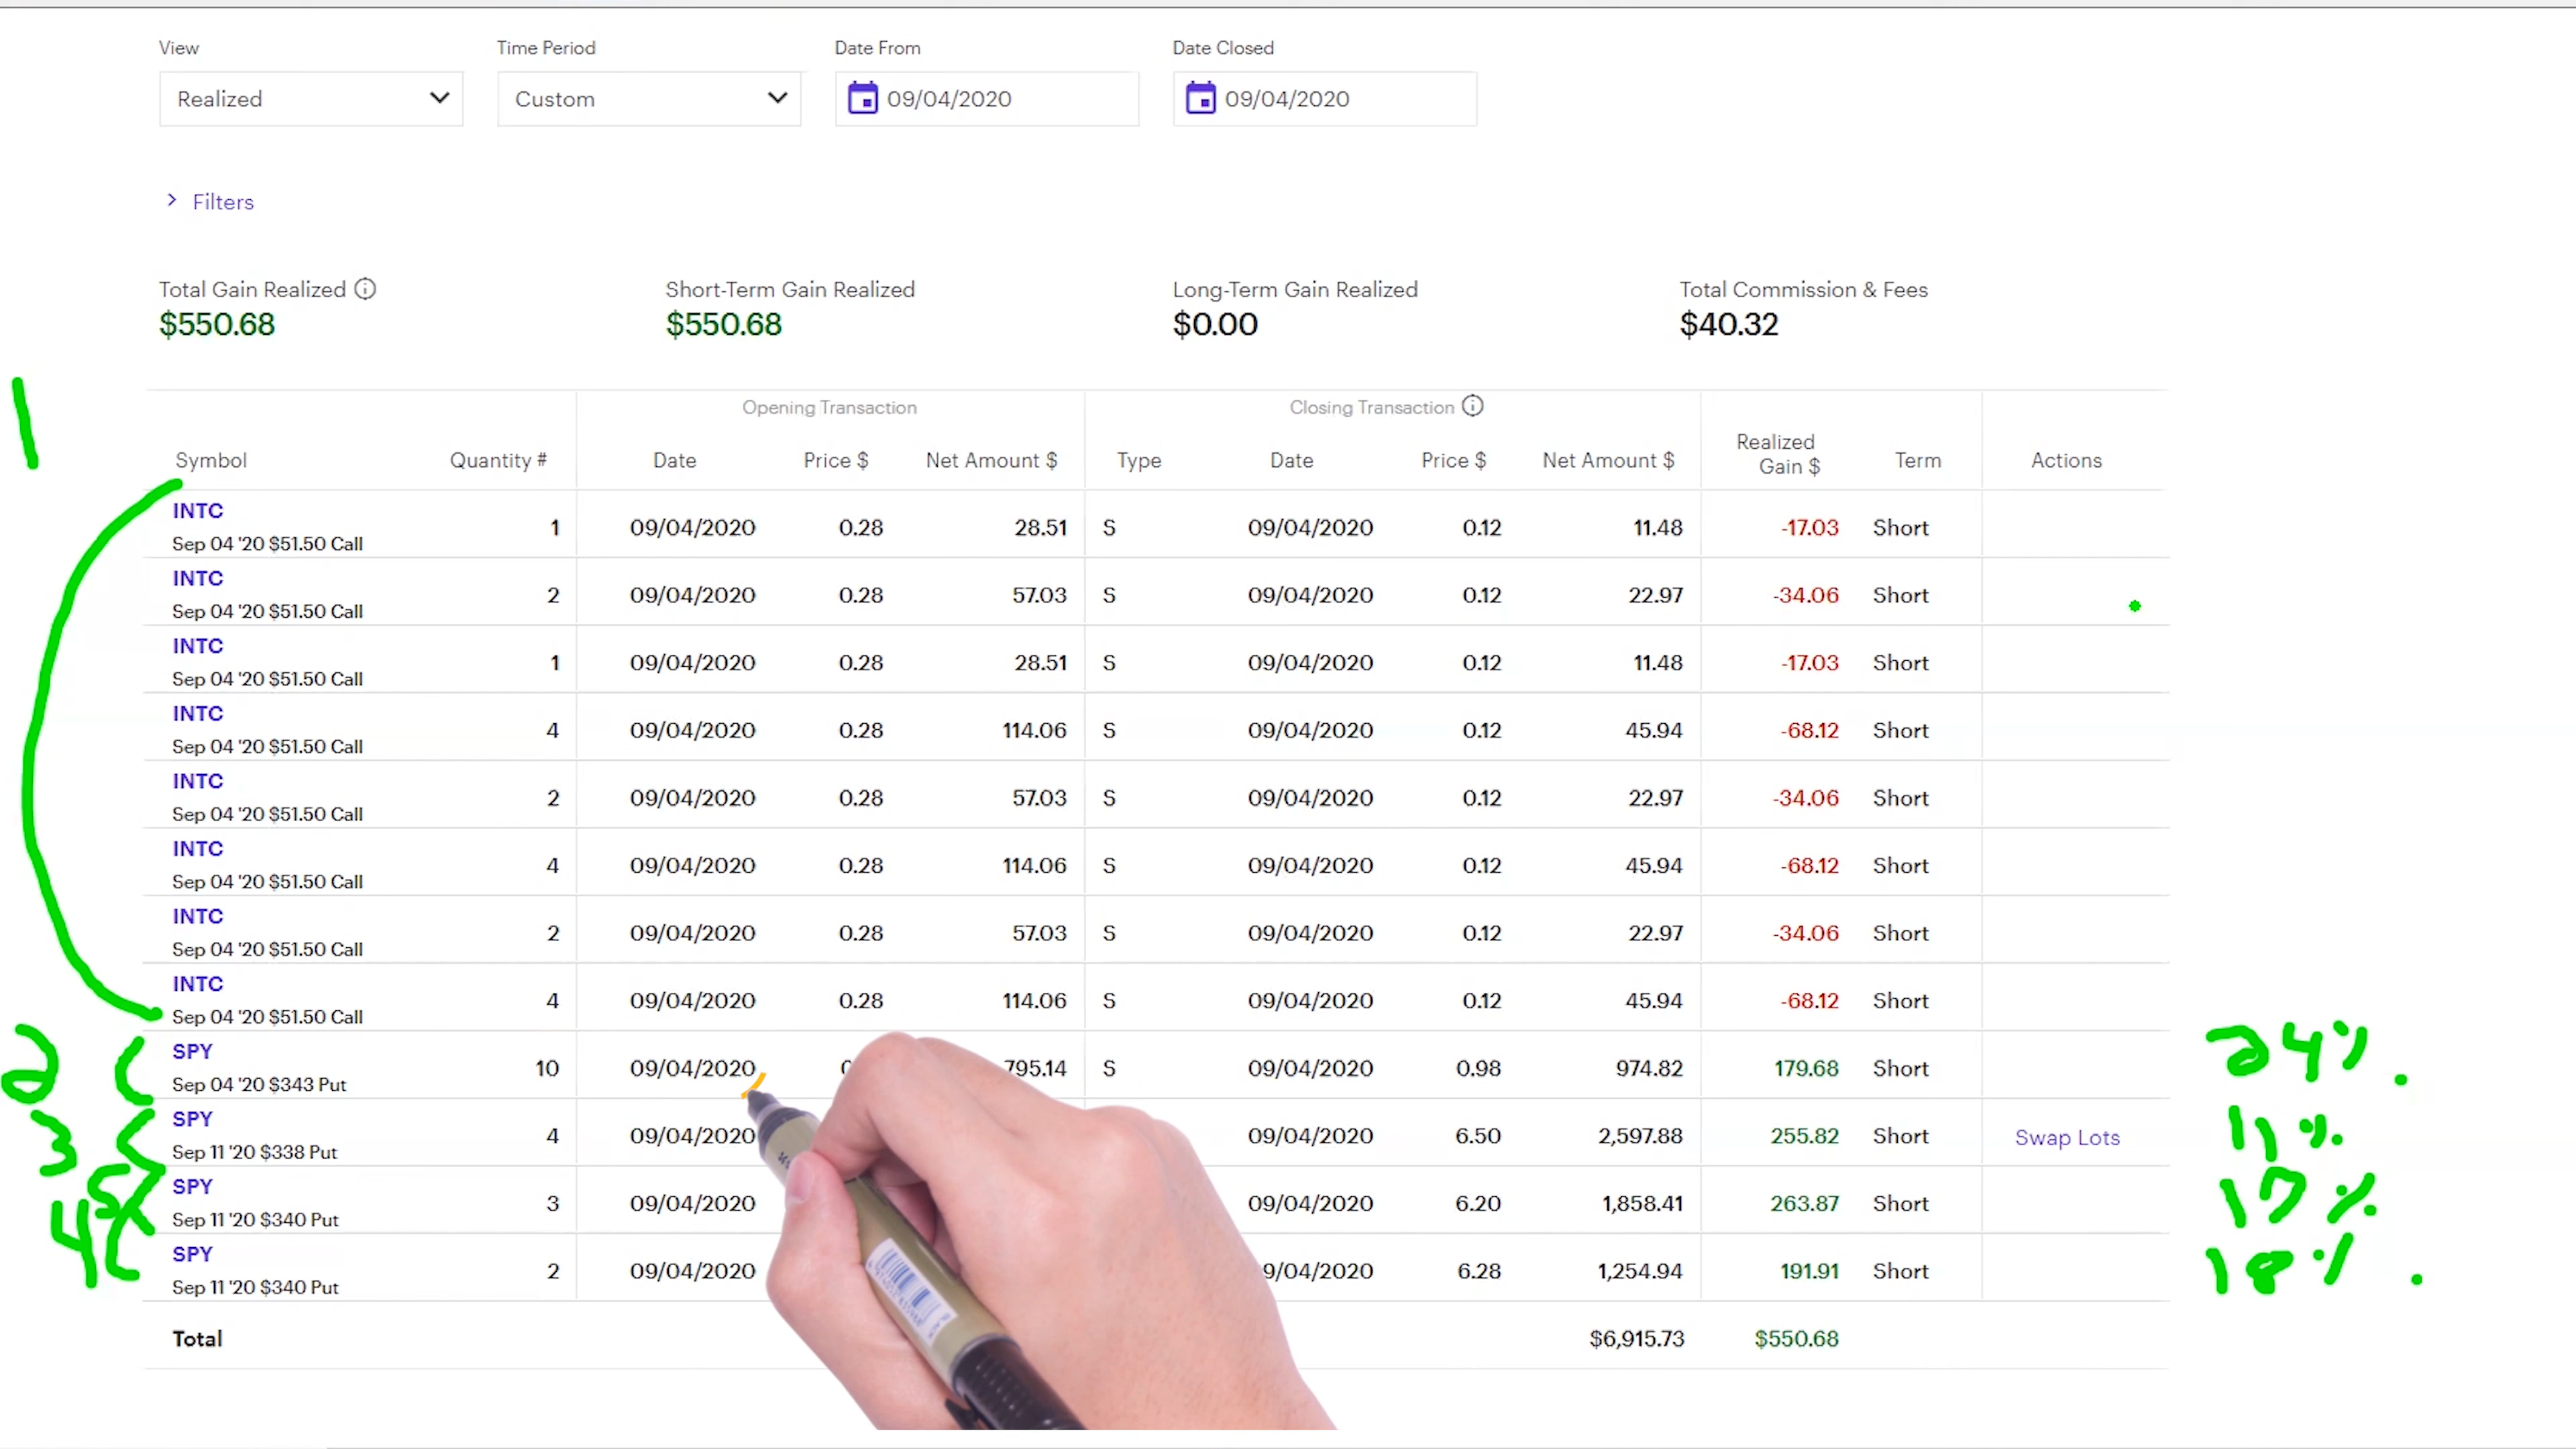 View Time Period Date From Date Closed
Realized Custom 09/04/2020 09/04/2020
Filters
Total Gain Realized Short-Term Gain Realized Long-Term Gain Realized Total Commission & Fees
$550.68 $550.68 $0.00 $40.32
1
Opening Transaction Closing Transaction
Symbol Quantity # Date Price $ Net Amount $ Type Date Price $ Net Amount $ Realized Gain $ Term Actions
INTC
Sep 04 '20 $51.50 Call 1 09/04/2020 0.28 28.51 S 09/04/2020 0.12 11.48 -17.03 Short
INTC
Sep 04 '20 $51.50 Call 2 09/04/2020 0.28 57.03 S 09/04/2020 0.12 22.97 -34.06 Short
INTC
Sep 04 '20 $51.50 Call 1 09/04/2020 0.28 28.51 S 09/04/2020 0.12 11.48 -17.03 Short
INTC
Sep 04 '20 $51.50 Call 4 09/04/2020 0.28 114.06 S 09/04/2020 0.12 45.94 -68.12 Short
INTC
Sep 04 '20 $51.50 Call 2 09/04/2020 0.28 57.03 S 09/04/2020 0.12 22.97 -34.06 Short
INTC
Sep 04 '20 $51.50 Call 4 09/04/2020 0.28 114.06 S 09/04/2020 0.12 45.94 -68.12 Short
INTC
Sep 04 '20 $51.50 Call 2 09/04/2020 0.28 57.03 S 09/04/2020 0.12 22.97 -34.06 Short
INTC
Sep 04 '20 $51.50 Call 4 09/04/2020 0.28 114.06 S 09/04/2020 0.12 45.94 -68.12 Short
2 SPY
Sep 04 '20 $343 Put 10 09/04/2020 795.14 S 09/04/2020 0.98 974.82 179.68 Short 24%
3 SPY
Sep 11 '20 $338 Put 4 09/04/2020 09/04/2020 6.50 2,597.88 255.82 Short Swap Lots 11%
5 SPY
Sep 11 '20 $340 Put 3 09/04/2020 09/04/2020 6.20 1,858.41 263.87 Short 17%
4 SPY
Sep 11 '20 $340 Put 2 09/04/2020 9/04/2020 6.28 1,254.94 191.91 Short 18%
Total $6,915.73 $550.68